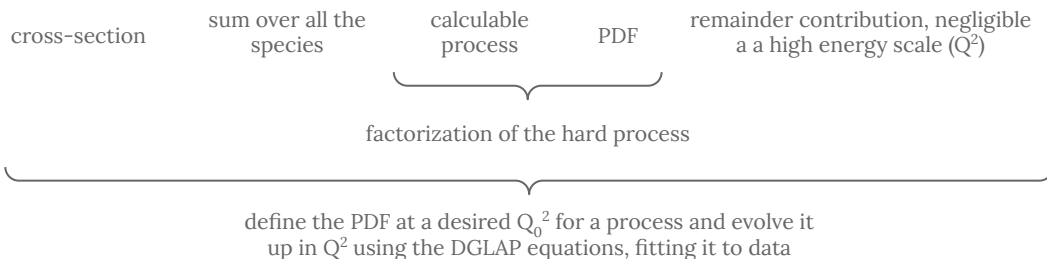 cross-section
sum over all the
species
calculable
process
PDF
remainder contribution, negligible
a a high energy scale (Q²)
factorization of the hard process
define the PDF at a desired Q₀² for a process and evolve it
up in Q² using the DGLAP equations, fitting it to data